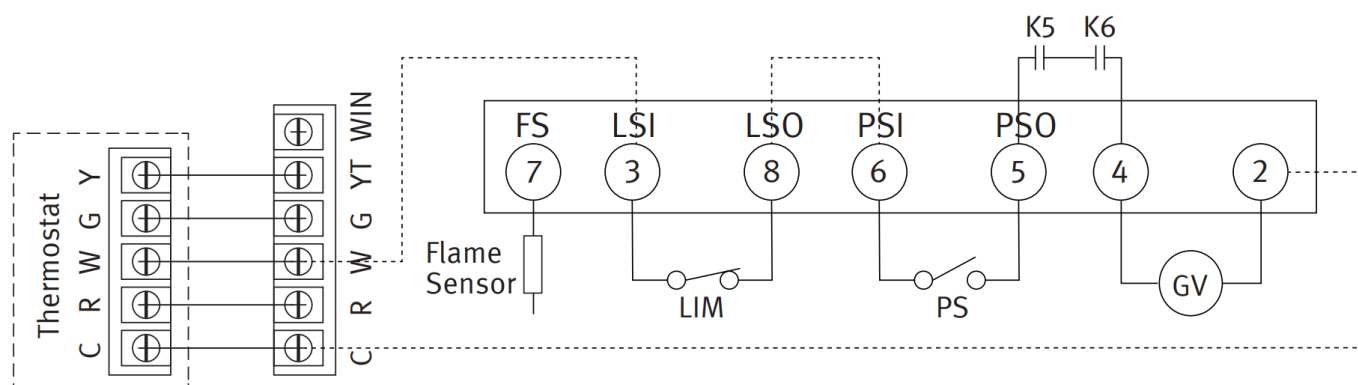 K5 K6
FS LSI LSO PSI PSO
7 3 8 6 5 4 2
Thermostat
Y
G
W
R
C
WIN
YT
G
W
R
C
Flame
Sensor
LIM
PS
GV